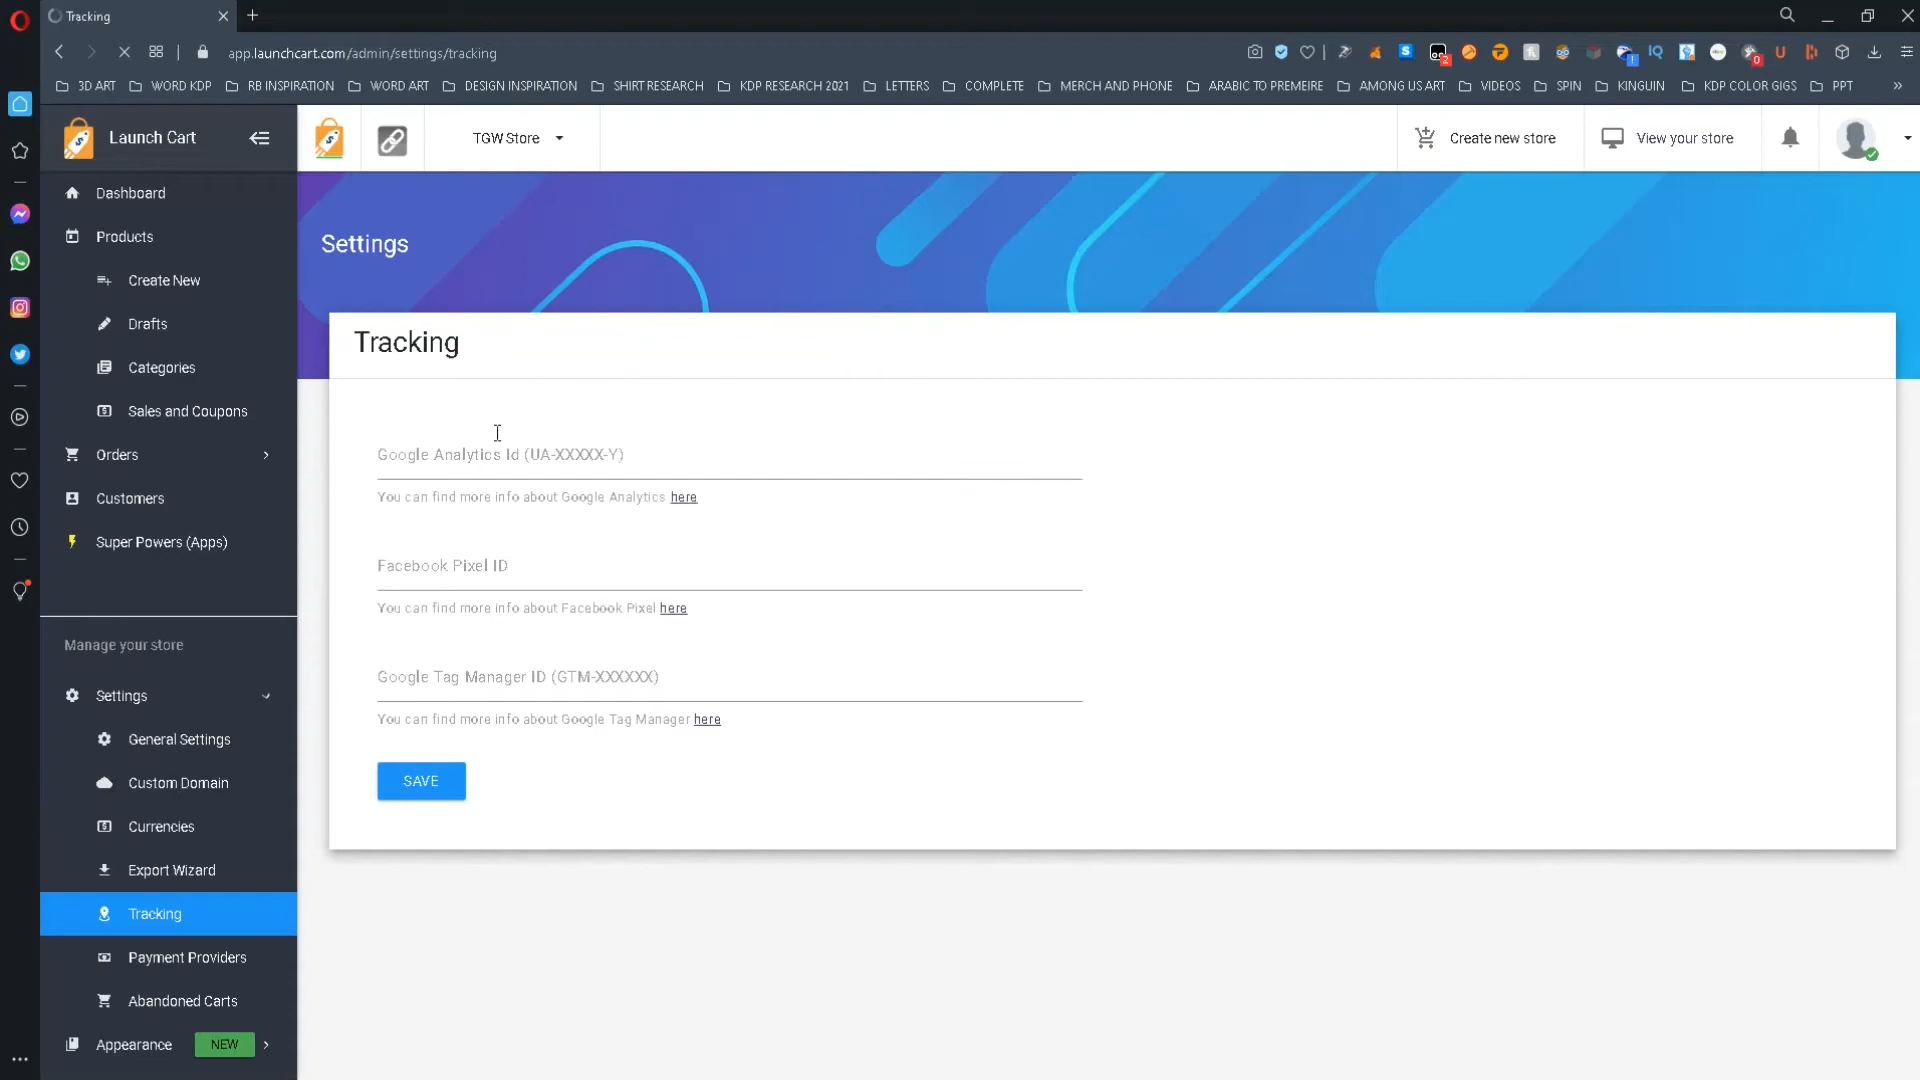 Tracking
app.launchcart.com/admin/settings/tracking
2
!
IQ
0
3D ART
WORD KDP
RB INSPIRATION
WORD ART
DESIGN INSPIRATION
SHIRT RESEARCH
KDP RESEARCH 2021
LETTERS
COMPLETE
MERCH AND PHONE
ARABIC TO PREMEIRE
AMONG US ART
VIDEOS
SPIN
KINGUIN
KDP COLOR GIGS
PPT
Launch Cart
TGW Store
Create new store
View your store
Dashboard
Products
Create New
Drafts
Categories
Sales and Coupons
Orders
Customers
Super Powers (Apps)
Manage your store
Settings
General Settings
Custom Domain
Currencies
Export Wizard
Tracking
Payment Providers
Abandoned Carts
Appearance NEW
Settings
Tracking
Google Analytics Id (UA-XXXXX-Y)
You can find more info about Google Analytics here
Facebook Pixel ID
You can find more info about Facebook Pixel here
Google Tag Manager ID (GTM-XXXXXX)
You can find more info about Google Tag Manager here
SAVE